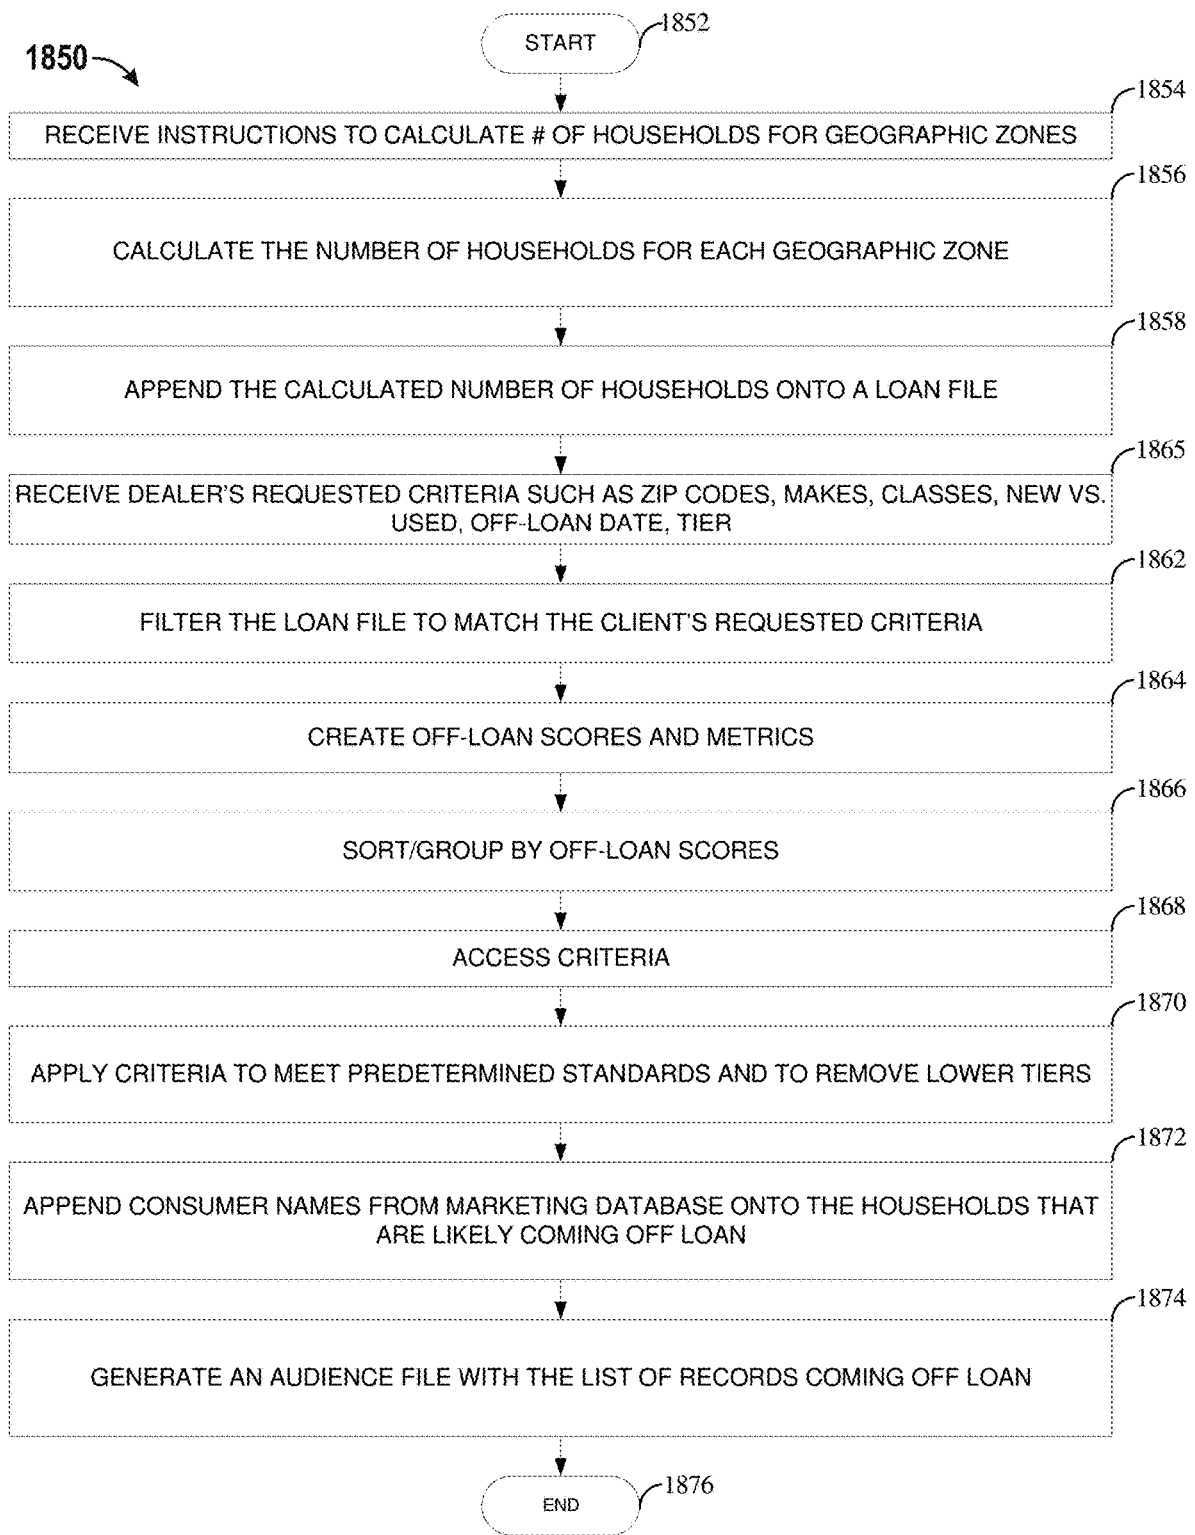 1850
START
1852
1854
RECEIVE INSTRUCTIONS TO CALCULATE # OF HOUSEHOLDS FOR GEOGRAPHIC ZONES
1856
CALCULATE THE NUMBER OF HOUSEHOLDS FOR EACH GEOGRAPHIC ZONE
1858
APPEND THE CALCULATED NUMBER OF HOUSEHOLDS ONTO A LOAN FILE
1865
RECEIVE DEALER'S REQUESTED CRITERIA SUCH AS ZIP CODES, MAKES, CLASSES, NEW VS.
USED, OFF-LOAN DATE, TIER
1862
FILTER THE LOAN FILE TO MATCH THE CLIENT'S REQUESTED CRITERIA
1864
CREATE OFF-LOAN SCORES AND METRICS
1866
SORT/GROUP BY OFF-LOAN SCORES
1868
ACCESS CRITERIA
1870
APPLY CRITERIA TO MEET PREDETERMINED STANDARDS AND TO REMOVE LOWER TIERS
1872
APPEND CONSUMER NAMES FROM MARKETING DATABASE ONTO THE HOUSEHOLDS THAT
ARE LIKELY COMING OFF LOAN
1874
GENERATE AN AUDIENCE FILE WITH THE LIST OF RECORDS COMING OFF LOAN
1876
END